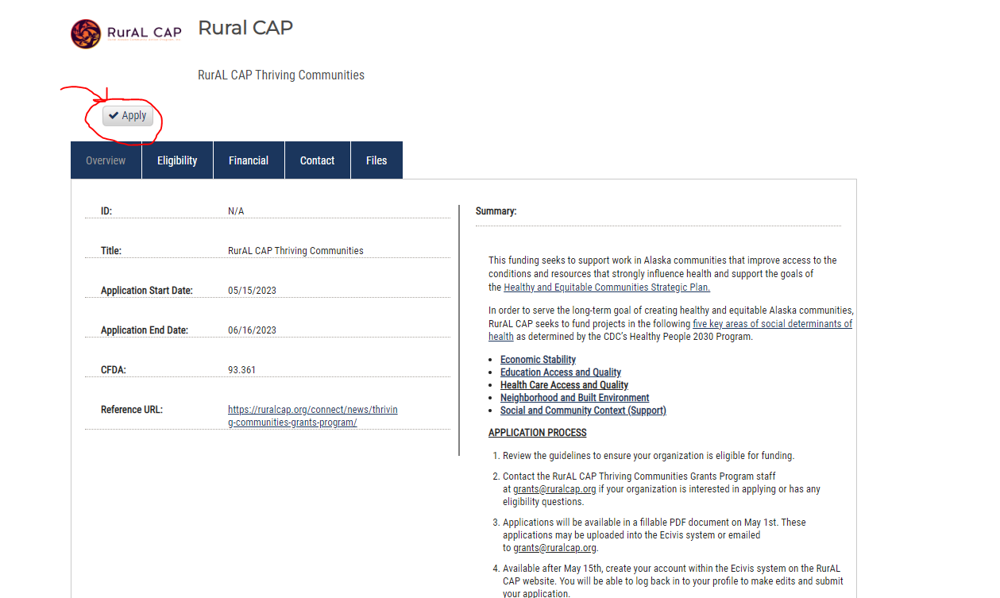 RurAL CAP
Rural CAP
RurAL CAP Thriving Communities
Apply
Overview
Eligibility
Financial
Contact
Files
ID: N/A
Title: RurAL CAP Thriving Communities
Application Start Date: 05/15/2023
Application End Date: 06/16/2023
CFDA: 93.361
Reference URL: https://ruralcap.org/connect/news/thrivin
g-communities-grants-program/
Summary:
This funding seeks to support work in Alaska communities that improve access to the
conditions and resources that strongly influence health and support the goals of
the Healthy and Equitable Communities Strategic Plan.
In order to serve the long-term goal of creating healthy and equitable Alaska communities,
RurAL CAP seeks to fund projects in the following five key areas of social determinants of
health as determined by the CDC's Healthy People 2030 Program.
• Economic Stability
• Education Access and Quality
• Health Care Access and Quality
• Neighborhood and Built Environment
• Social and Community Context (Support)
APPLICATION PROCESS
1. Review the guidelines to ensure your organization is eligible for funding.
2. Contact the RurAL CAP Thriving Communities Grants Program staff
at grants@ruralcap.org if your organization is interested in applying or has any
eligibility questions.
3. Applications will be available in a fillable PDF document on May 1st. These
applications may be uploaded into the Ecivis system or emailed
to grants@ruralcap.org.
4. Available after May 15th, create your account within the Ecivis system on the RurAL
CAP website. You will be able to log back in to your profile to make edits and submit
your application.